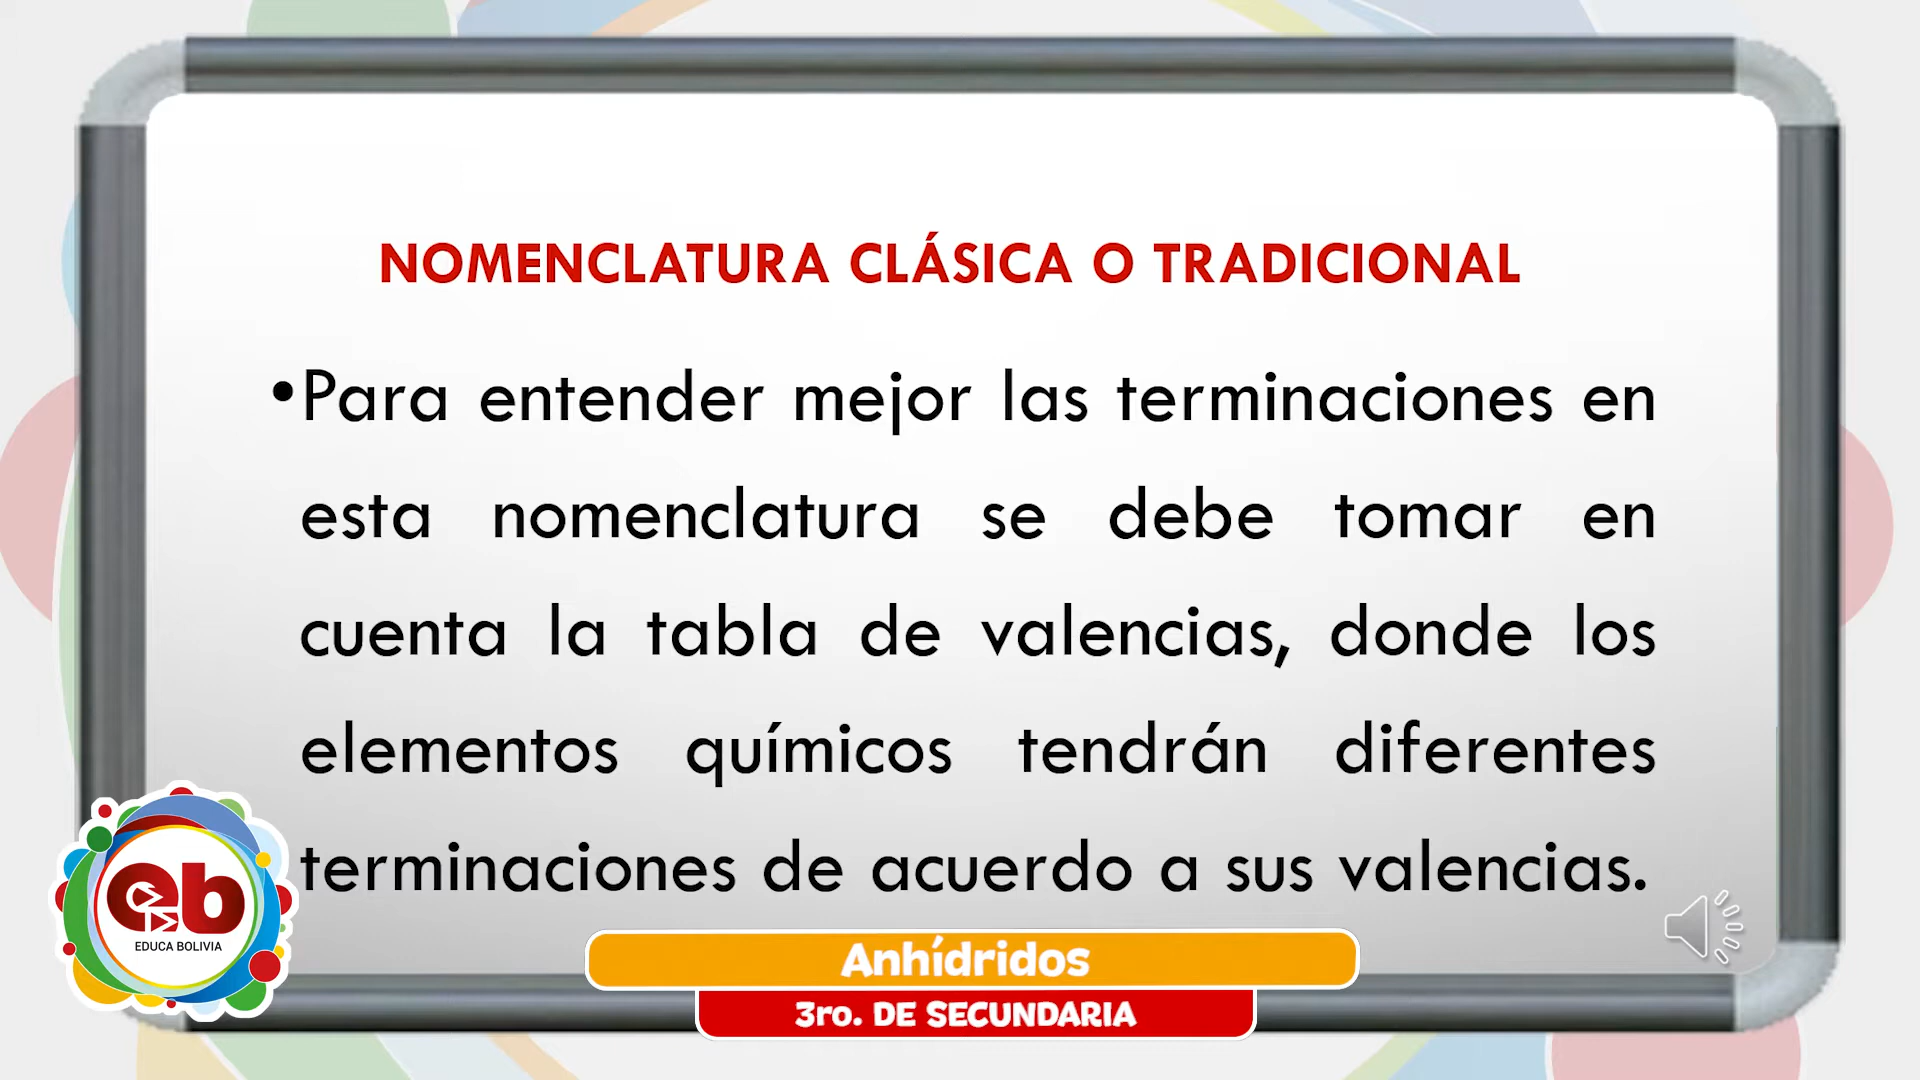 NOMENCLATURA CLÁSICA O TRADICIONAL
•Para entender mejor las terminaciones en
esta nomenclatura se debe tomar en
cuenta la tabla de valencias, donde los
elementos químicos tendrán diferentes
terminaciones de acuerdo a sus valencias.
eb
EDUCA BOLIVIA
Anhídridos
3ro. DE SECUNDARIA